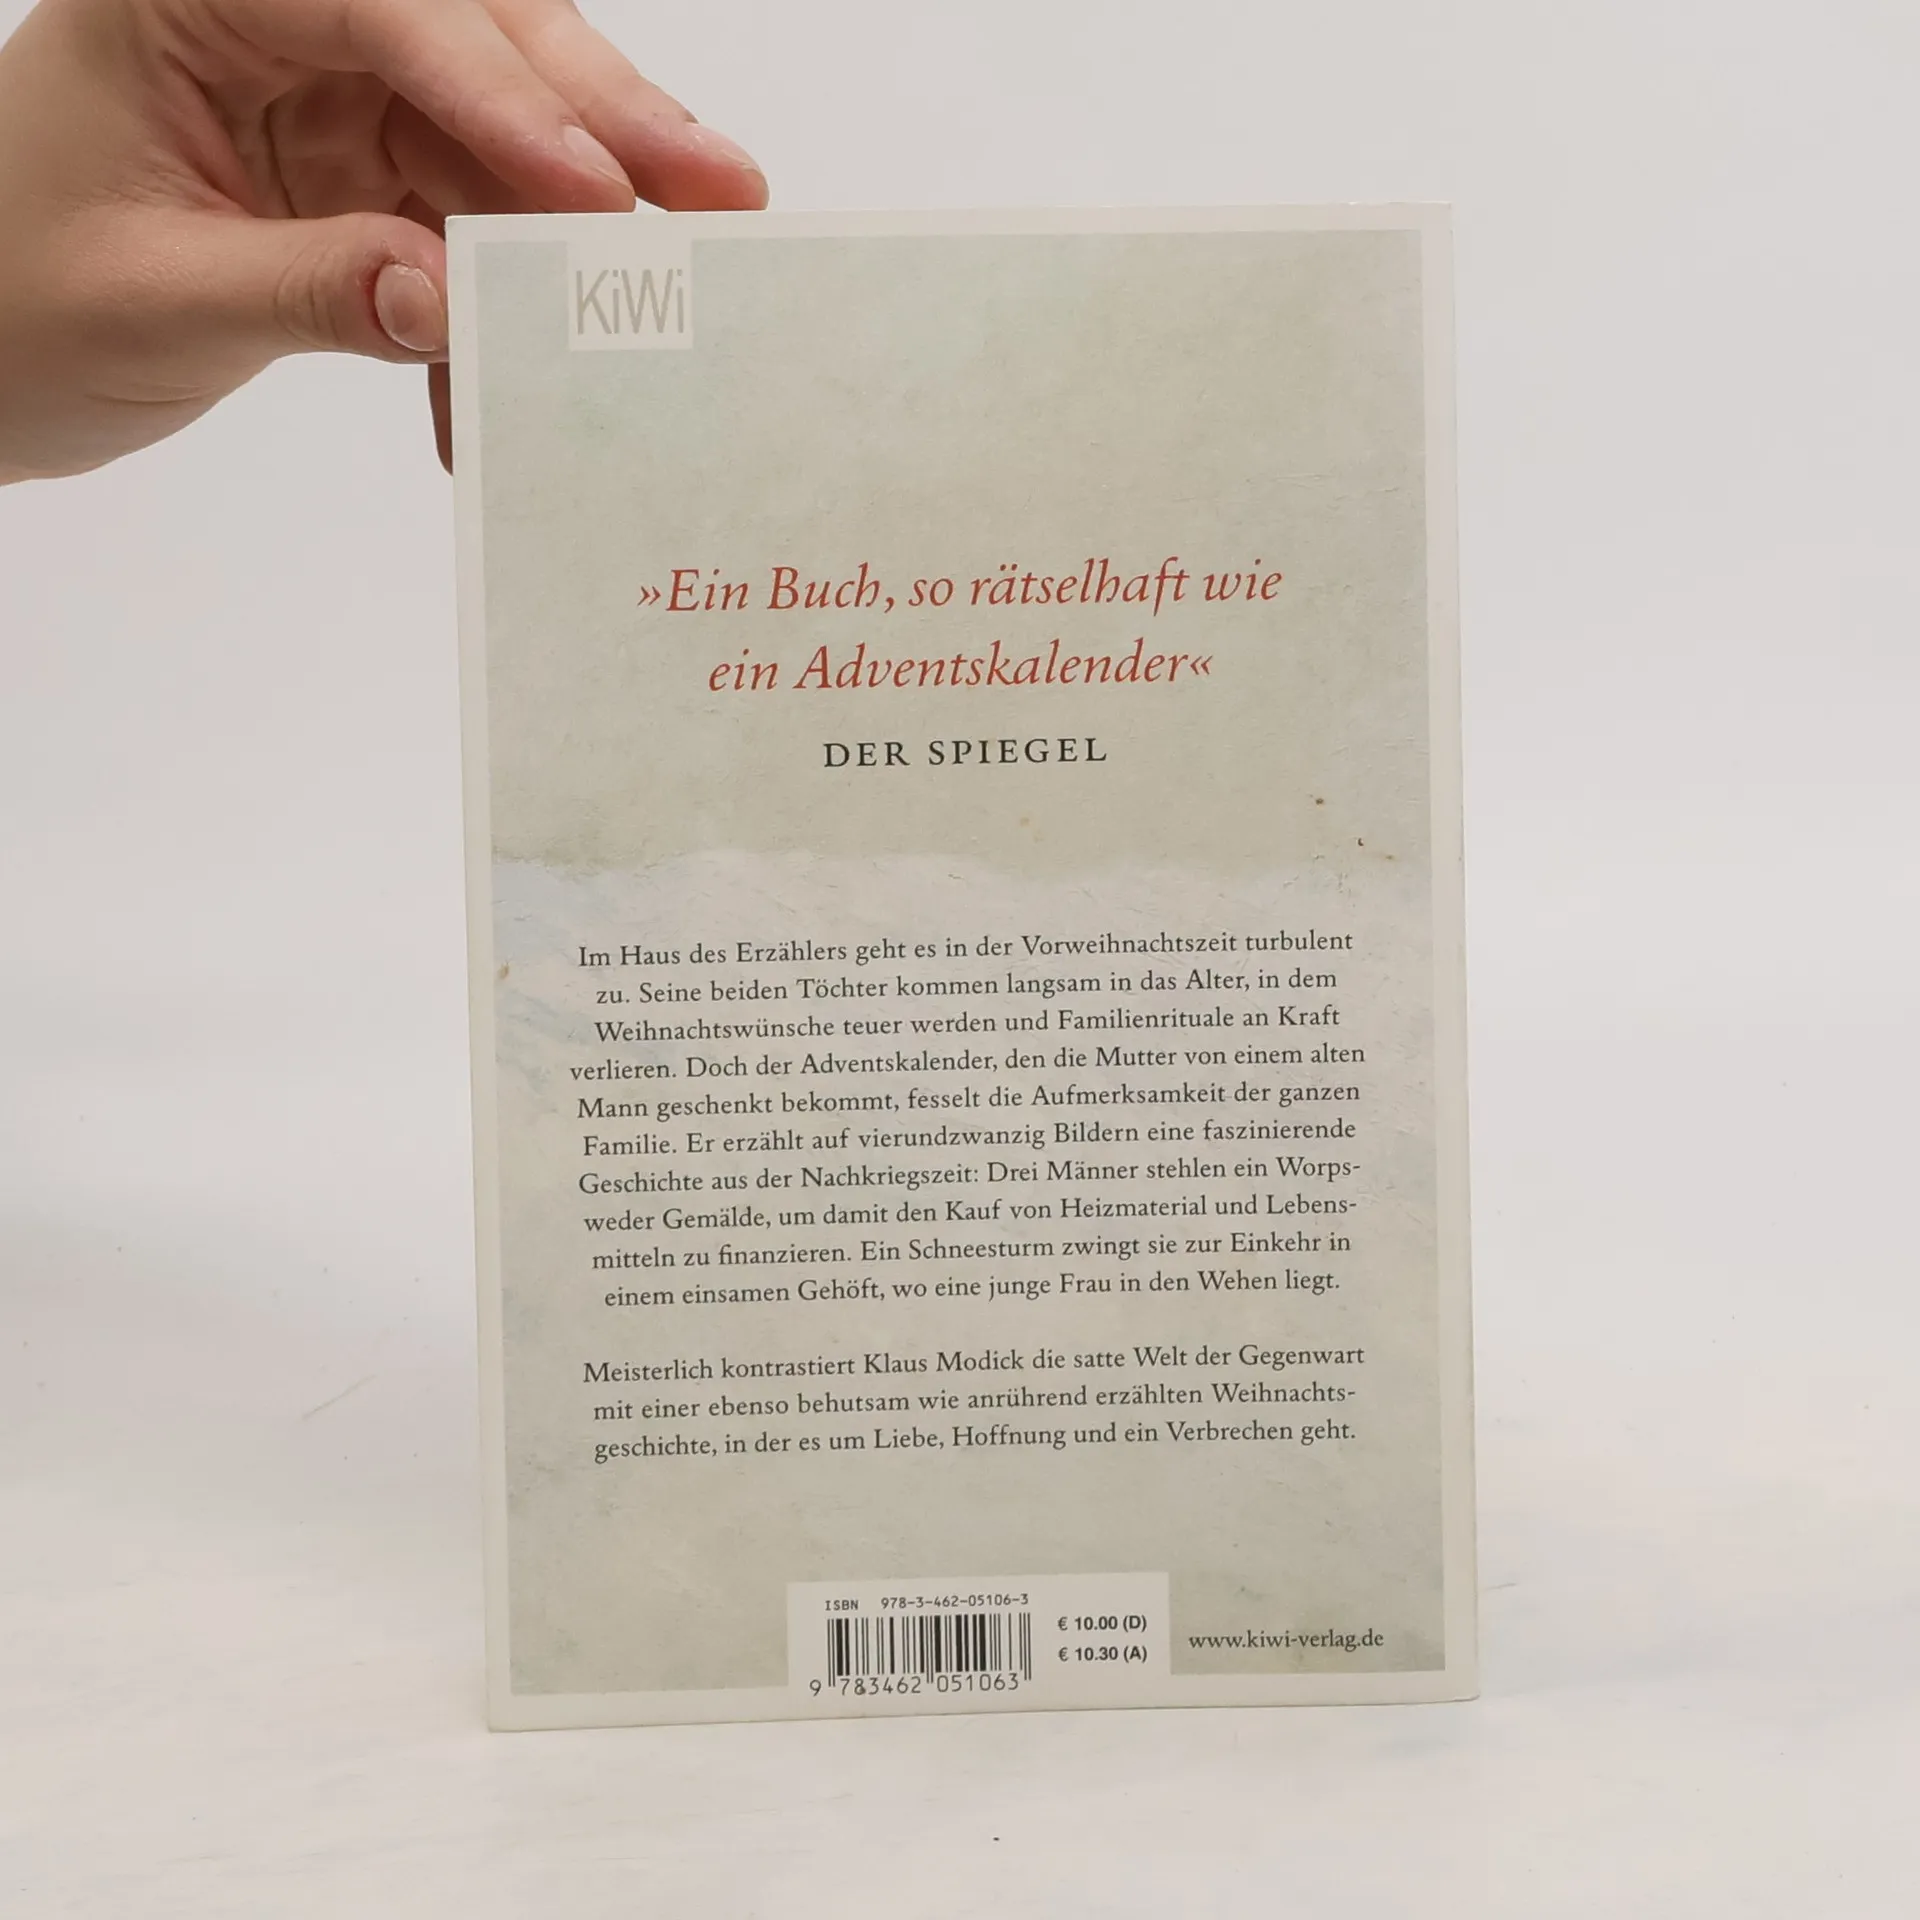 KiWi
»Ein Buch, so rätselhaft wie
ein Adventskalender«
DER SPIEGEL
Im Haus des Erzählers geht es in der Vorweihnachtszeit turbulent
zu. Seine beiden Töchter kommen langsam in das Alter, in dem
Weihnachtswünsche teuer werden und Familienrituale an Kraft
verlieren. Doch der Adventskalender, den die Mutter von einem alten
Mann geschenkt bekommt, fesselt die Aufmerksamkeit der ganzen
Familie. Er erzählt auf vierundzwanzig Bildern eine faszinierende
Geschichte aus der Nachkriegszeit: Drei Männer stehlen ein Worps-
weder Gemälde, um damit den Kauf von Heizmaterial und Lebens-
mitteln zu finanzieren. Ein Schneesturm zwingt sie zur Einkehr in
einem einsamen Gehöft, wo eine junge Frau in den Wehen liegt.
Meisterlich kontrastiert Klaus Modick die satte Welt der Gegenwart
mit einer ebenso behutsam wie anrührend erzählten Weihnachts-
geschichte, in der es um Liebe, Hoffnung und ein Verbrechen geht.
ISBN 978-3-462-05106-3
9 783462 051063
€ 10.00 (D)
€ 10.30 (A)
www.kiwi-verlag.de